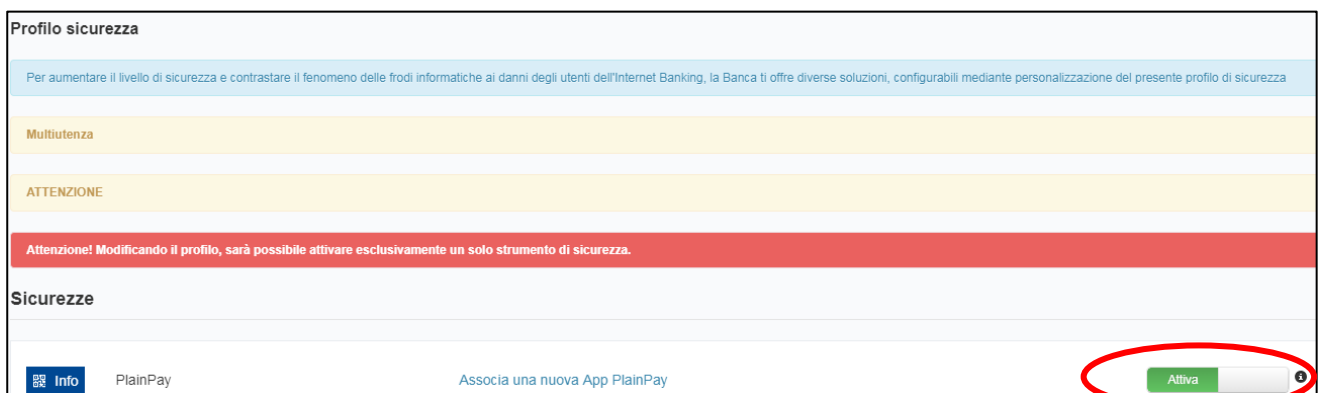 Profilo sicurezza
Per aumentare il livello di sicurezza e contrastare il fenomeno delle frodi informatiche ai danni degli utenti dell'Internet Banking, la Banca ti offre diverse soluzioni, configurabili mediante personalizzazione del presente profilo di sicurezza
Multiutenza
ATTENZIONE
Attenzione! Modificando il profilo, sarà possibile attivare esclusivamente un solo strumento di sicurezza.
Sicurezze
Info PlainPay Associa una nuova App PlainPay Attiva